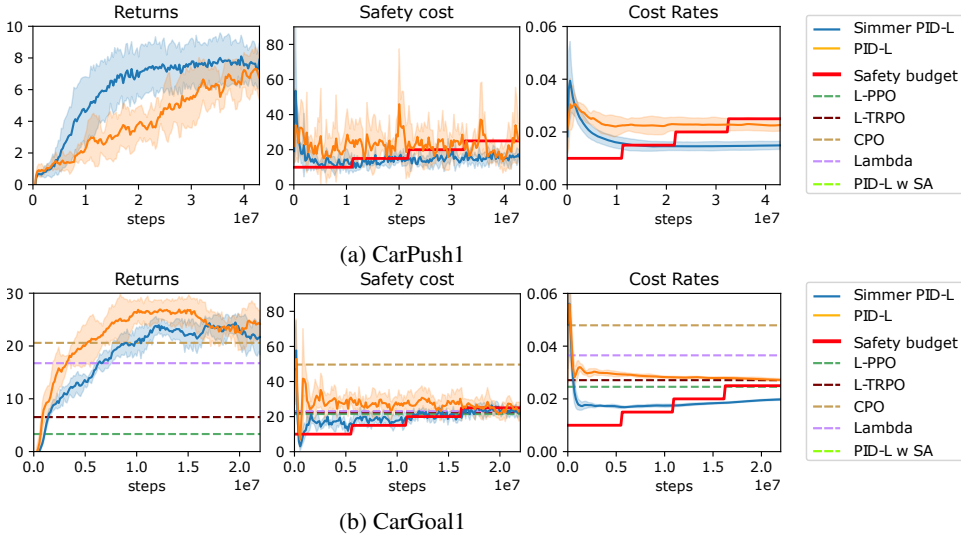 Returns Safety cost Cost Rates
10
8
6
4
2
0
0 1 2 3 4
steps 1e7
80
60
40
20
0
0 1 2 3 4
steps 1e7
0.06
0.04
0.02
0.00
0 1 2 3 4
steps 1e7
Simmer PID-L
PID-L
Safety budget
L-PPO
L-TRPO
CPO
Lambda
PID-L w SA
(a) CarPush1
Returns Safety cost Cost Rates
30
20
10
0
0.0 0.5 1.0 1.5 2.0
steps 1e7
80
60
40
20
0
0.0 0.5 1.0 1.5 2.0
steps 1e7
0.06
0.04
0.02
0.00
0.0 0.5 1.0 1.5 2.0
steps 1e7
Simmer PID-L
PID-L
Safety budget
L-PPO
L-TRPO
CPO
Lambda
PID-L w SA
(b) CarGoal1